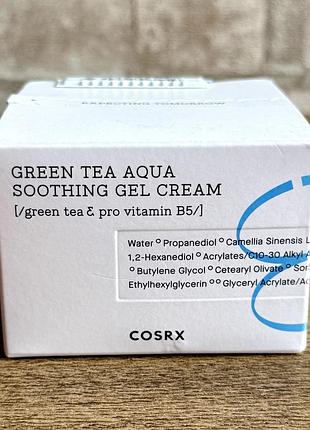 EXPECTING TOMORROW
GREEN TEA AQUA
SOOTHING GEL CREAM
[/green tea & pro vitamin B5/]
Water ° Propanediol ° Camellia Sinensis L
1,2-Hexanediol ° Acrylates/C10-30 Alkyl A
° Butylene Glycol ° Cetearyl Olivate ° Sor
Ethylhexylglycerin °° Glyceryl Acrylate/Ac
COSRX